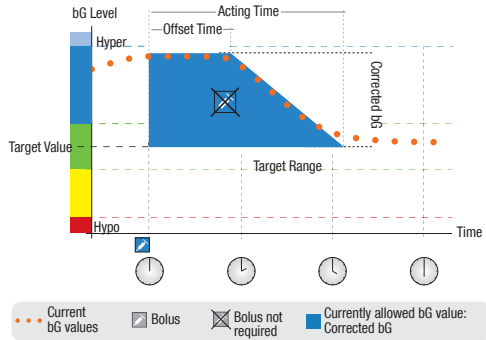 bG Level
Acting Time
Offset Time
Hyper
Corrected bG
Target Value
Target Range
Hypo
Time
Current
bG values
Bolus
Bolus not
required
Currently allowed bG value:
Corrected bG